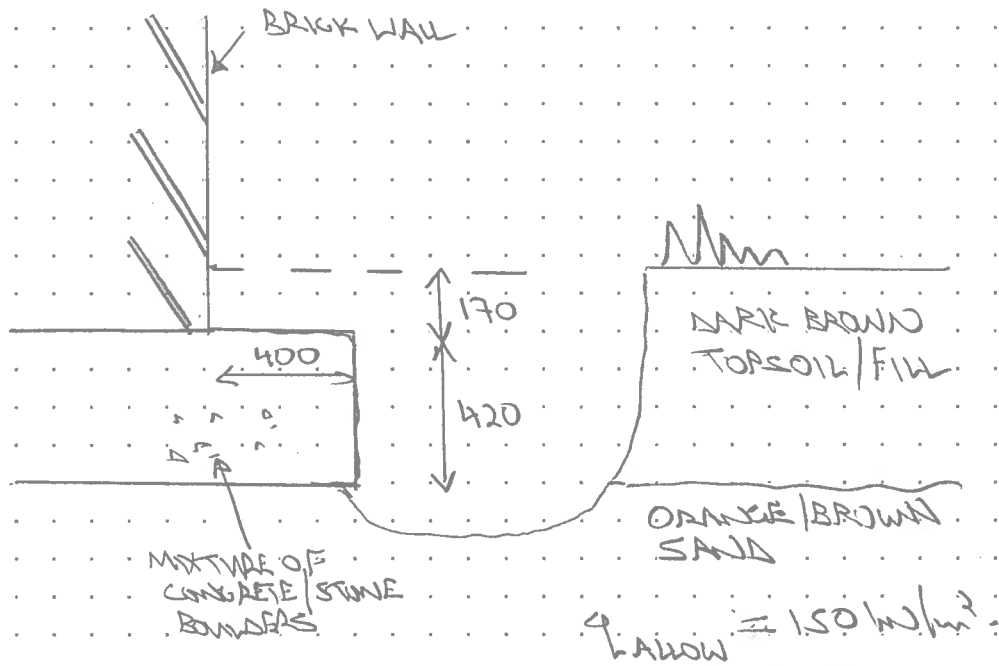 BRICK WALL
170
DARK BROWN
TOPSOIL/FILL
400
420
ORANGE/BROWN
SAND
MIXTURE OF
CONCRETE/STONE
BOULDERS
qALLOW = 150 kN/m²